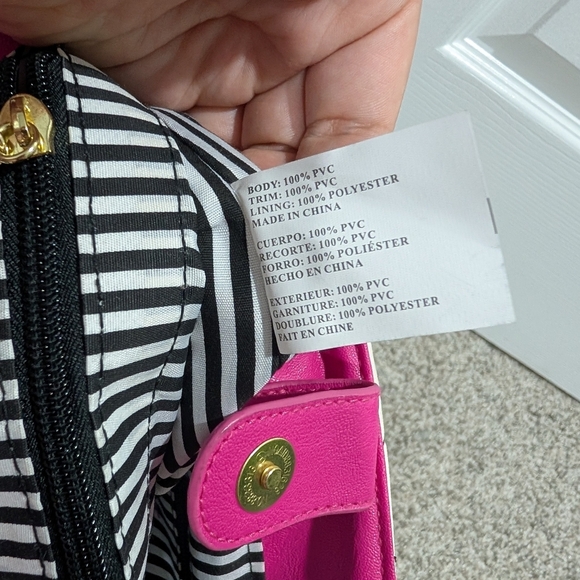 BODY: 100% PVC
TRIM: 100% PVC
LINING: 100% POLYESTER
MADE IN CHINA
CUERPO: 100% PVC
RECORTE: 100% PVC
FORRO: 100% POLIÉSTER
HECHO EN CHINA
EXTERIEUR: 100% PVC
GARNITURE: 100% PVC
DOUBLURE: 100% POLYESTER
FAIT EN CHINE